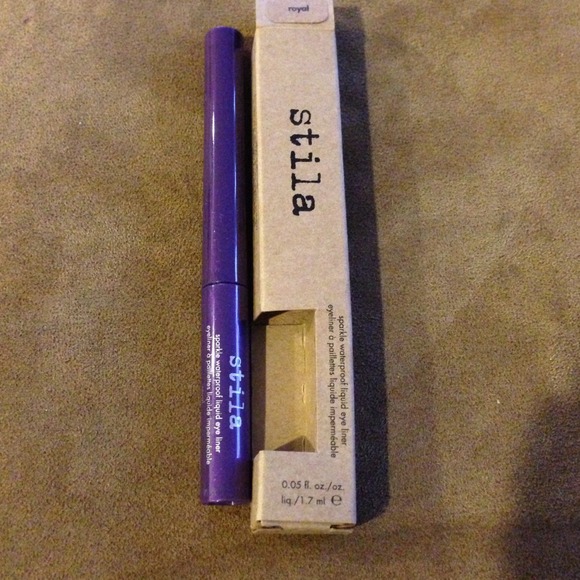 royal
stila
sparkle waterproof liquid eye liner
eyeliner à paillettes liquide imperméable
0.05 fl. oz./oz.
liq./1.7 ml e
stila
sparkle waterproof liquid eye liner
eyeliner à paillettes liquide imperméable